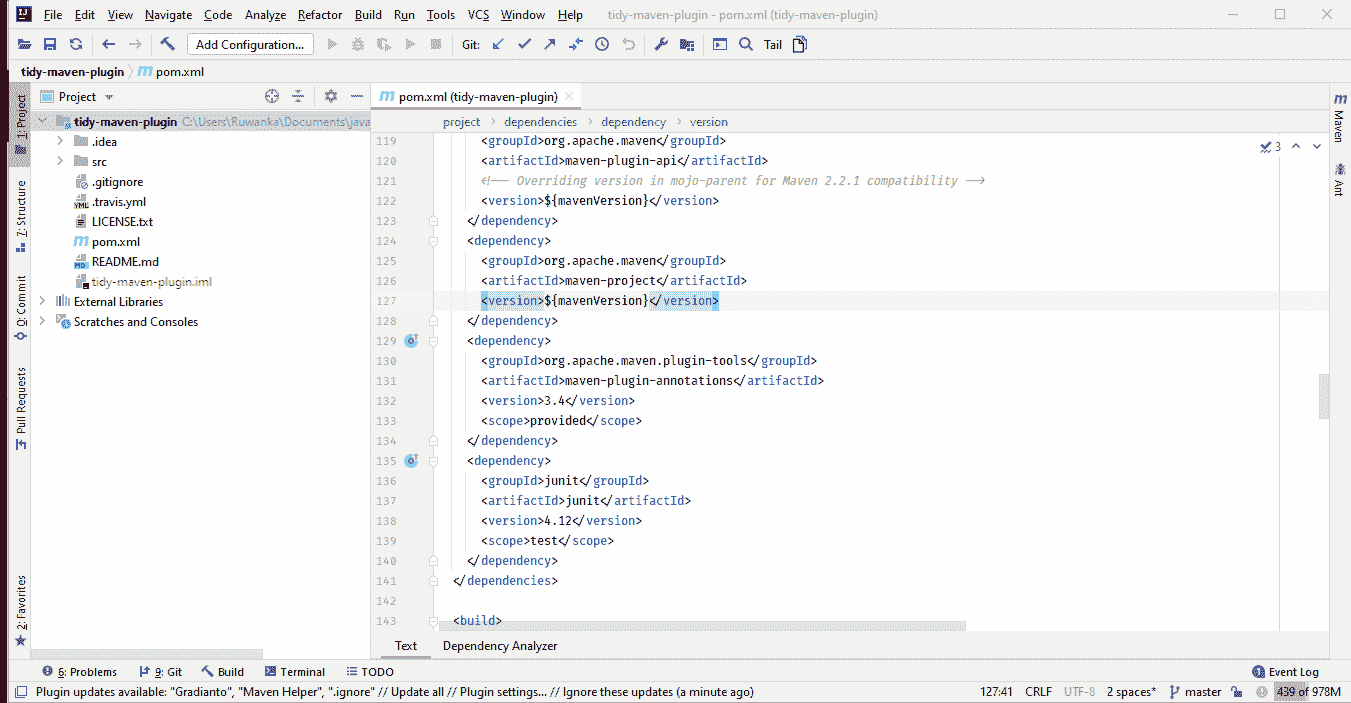 File Edit View Navigate Code Analyze Refactor Build Run Tools VCS Window Help tidy-maven-plugin - pom.xml (tidy-maven-plugin)
Add Configuration... Git: Tail
tidy-maven-plugin m pom.xml
1: Project
7: Structure
0: Commit
Pull Requests
2: Favorites
Project
tidy-maven-plugin C:\Users\Ruwanka\Documents\java
.idea
src
.gitignore
.travis.yml
LICENSE.txt
pom.xml
README.md
tidy-maven-plugin.iml
External Libraries
Scratches and Consoles
m pom.xml (tidy-maven-plugin)
project dependencies dependency version
119 <groupId>org.apache.maven</groupId>
120 <artifactId>maven-plugin-api</artifactId>
121 <!-- Overriding version in mojo-parent for Maven 2.2.1 compatibility -->
122 <version>${mavenVersion}</version>
123 </dependency>
124 <dependency>
125 <groupId>org.apache.maven</groupId>
126 <artifactId>maven-project</artifactId>
127 <version>${mavenVersion}</version>
128 </dependency>
129 <dependency>
130 <groupId>org.apache.maven.plugin-tools</groupId>
131 <artifactId>maven-plugin-annotations</artifactId>
132 <version>3.4</version>
133 <scope>provided</scope>
134 </dependency>
135 <dependency>
136 <groupId>junit</groupId>
137 <artifactId>junit</artifactId>
138 <version>4.12</version>
139 <scope>test</scope>
140 </dependency>
141 </dependencies>
142
143 <build>
3
Text Dependency Analyzer
m Maven
Ant
6: Problems 9: Git Build Terminal TODO Event Log
Plugin updates available: "Gradianto", "Maven Helper", ".ignore" // Update all // Plugin settings... // Ignore these updates (a minute ago) 127:41 CRLF UTF-8 2 spaces* master 439 of 978M